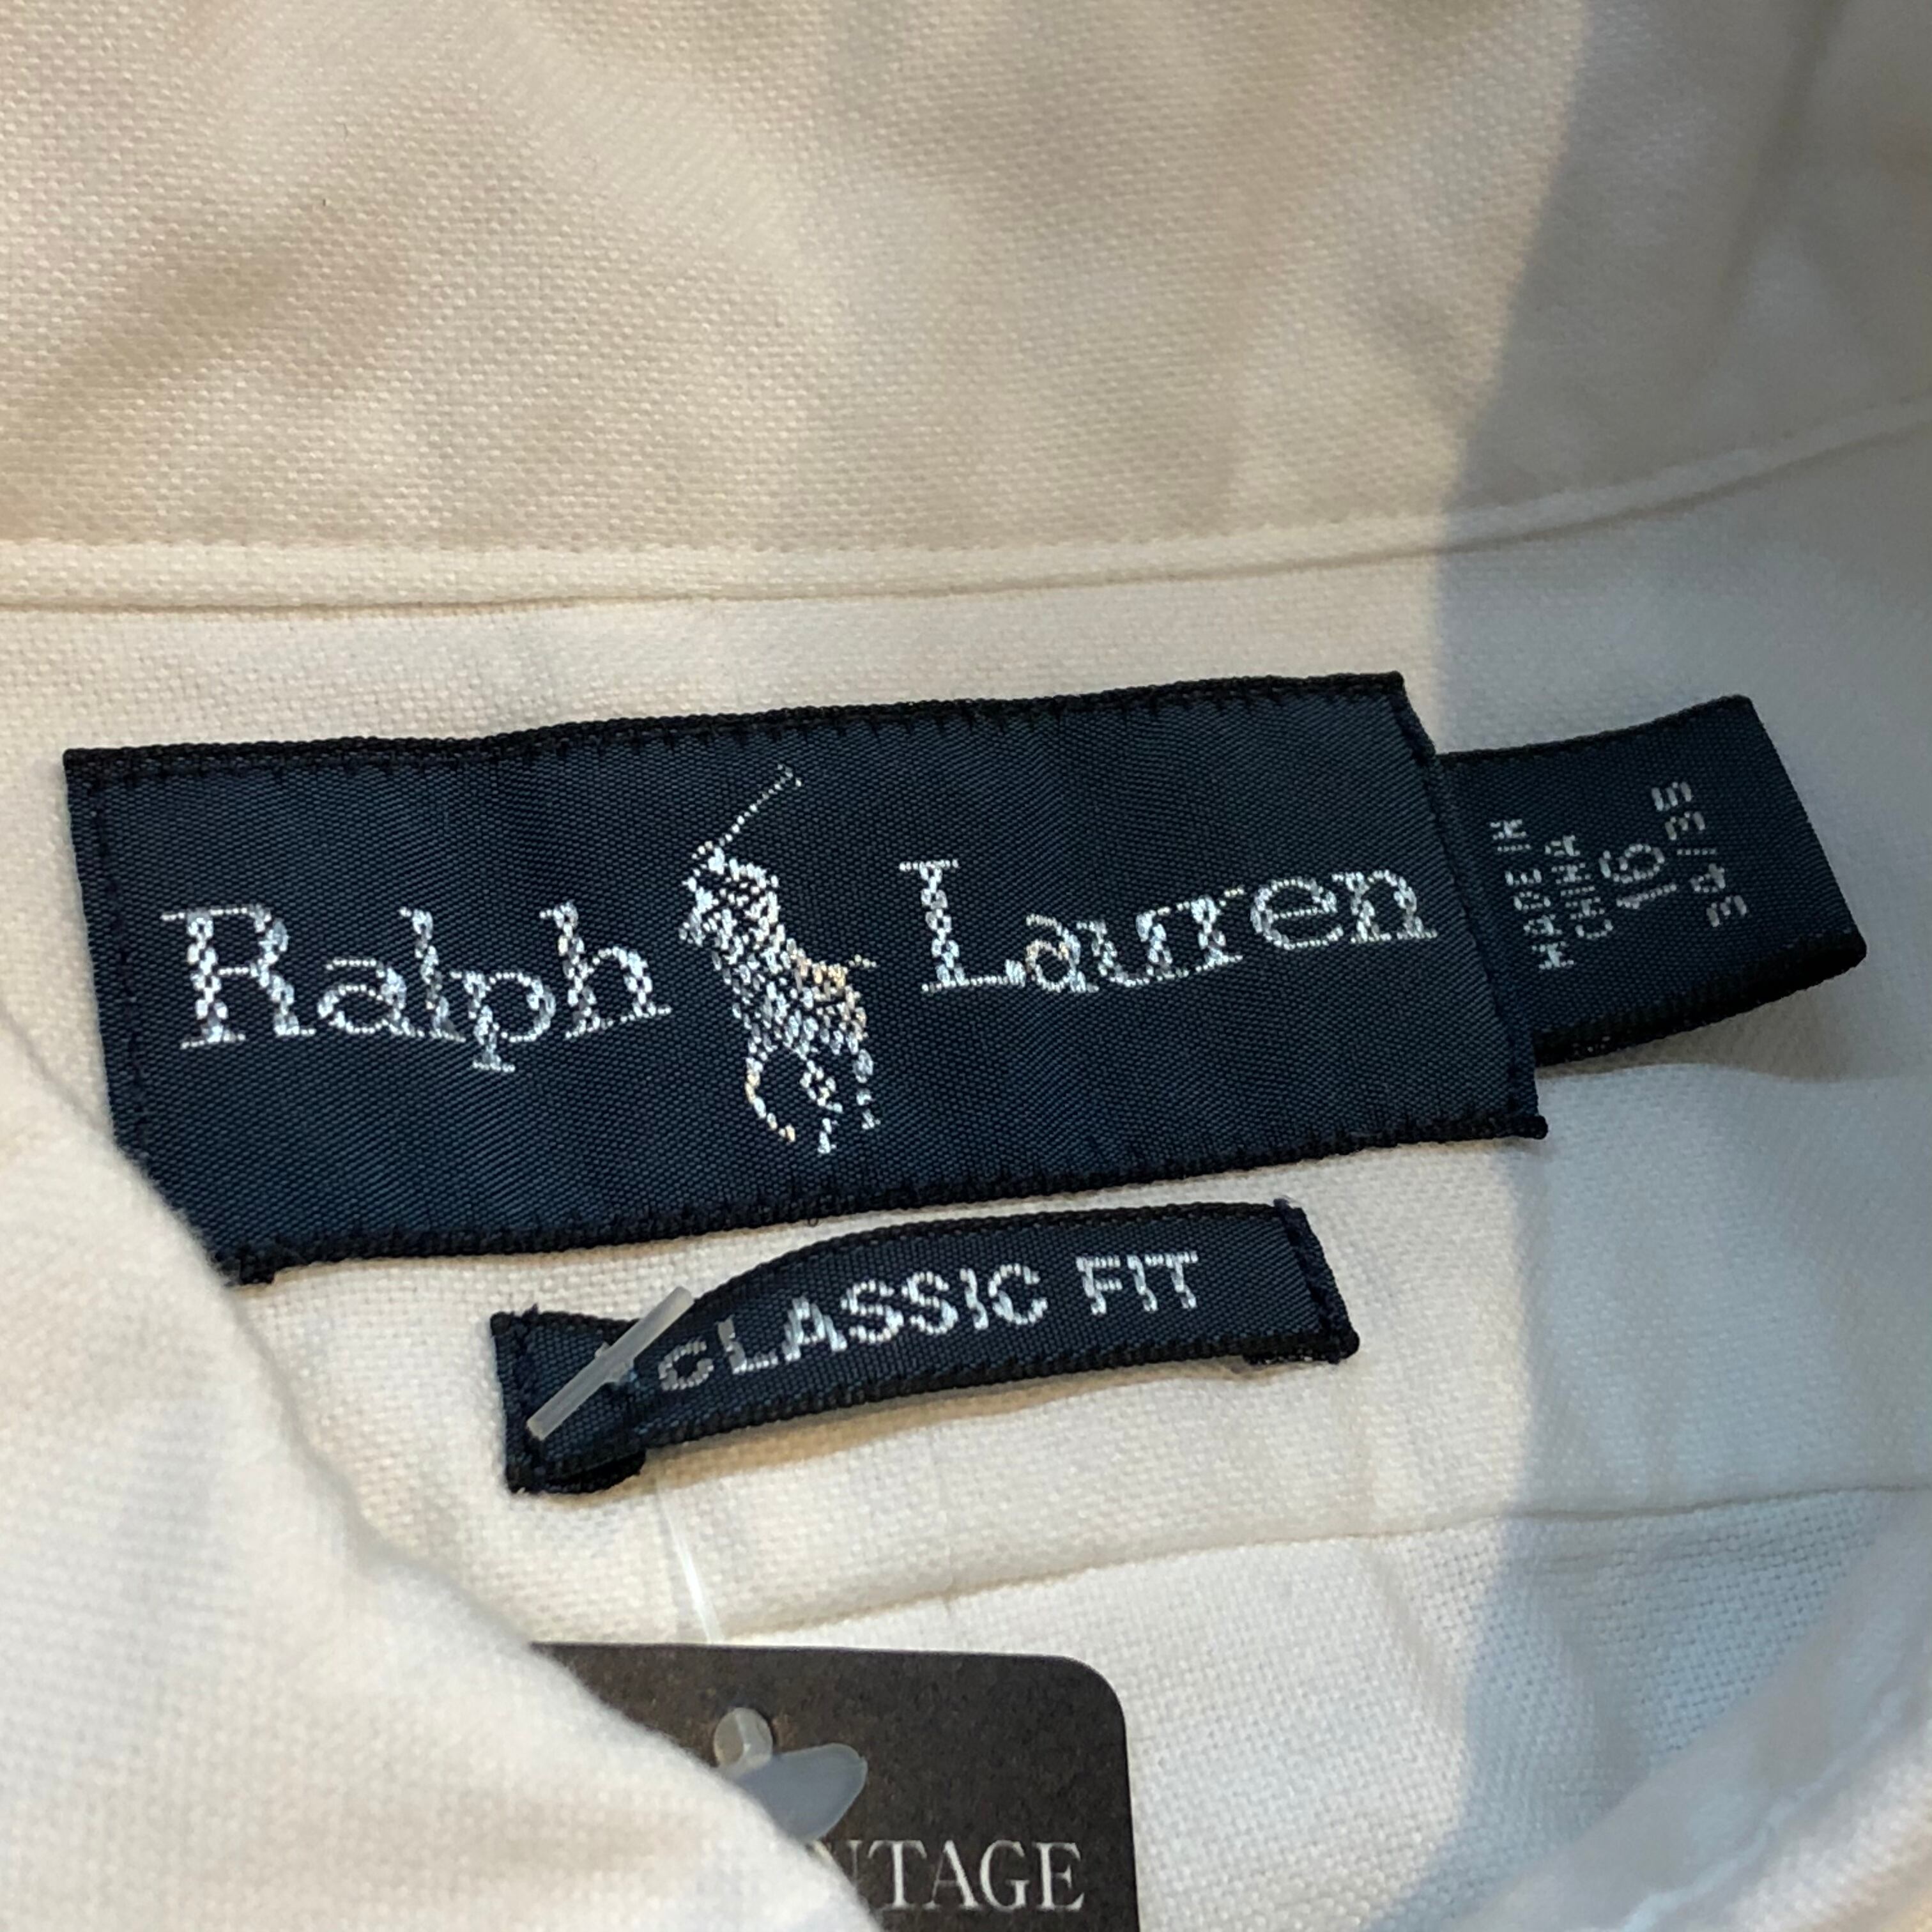 Ralph Lauren
MADE IN
CHINA
16
34/35
CLASSIC FIT
NTAGE